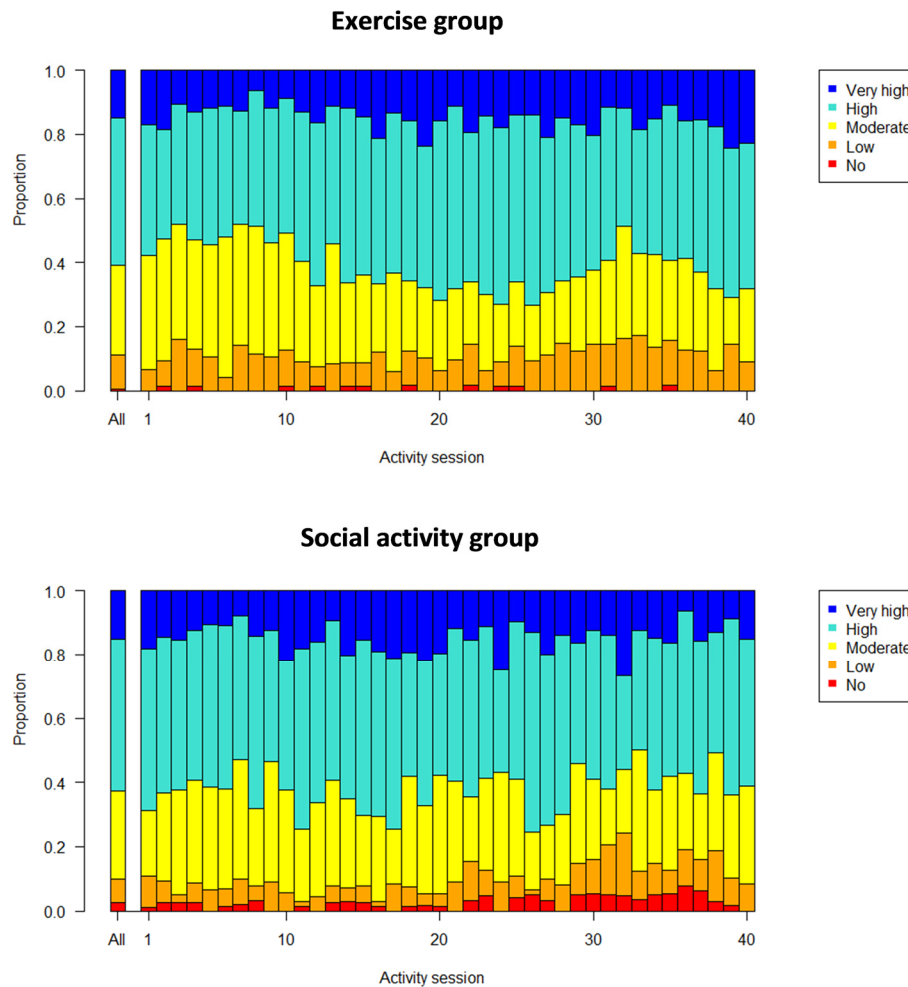 Exercise group
1.0
0.8
0.6
0.4
0.2
0.0
Proportion
All 1 10 20 30 40
Activity session
Very high
High
Moderate
Low
No
Social activity group
1.0
0.8
0.6
0.4
0.2
0.0
Proportion
All 1 10 20 30 40
Activity session
Very high
High
Moderate
Low
No